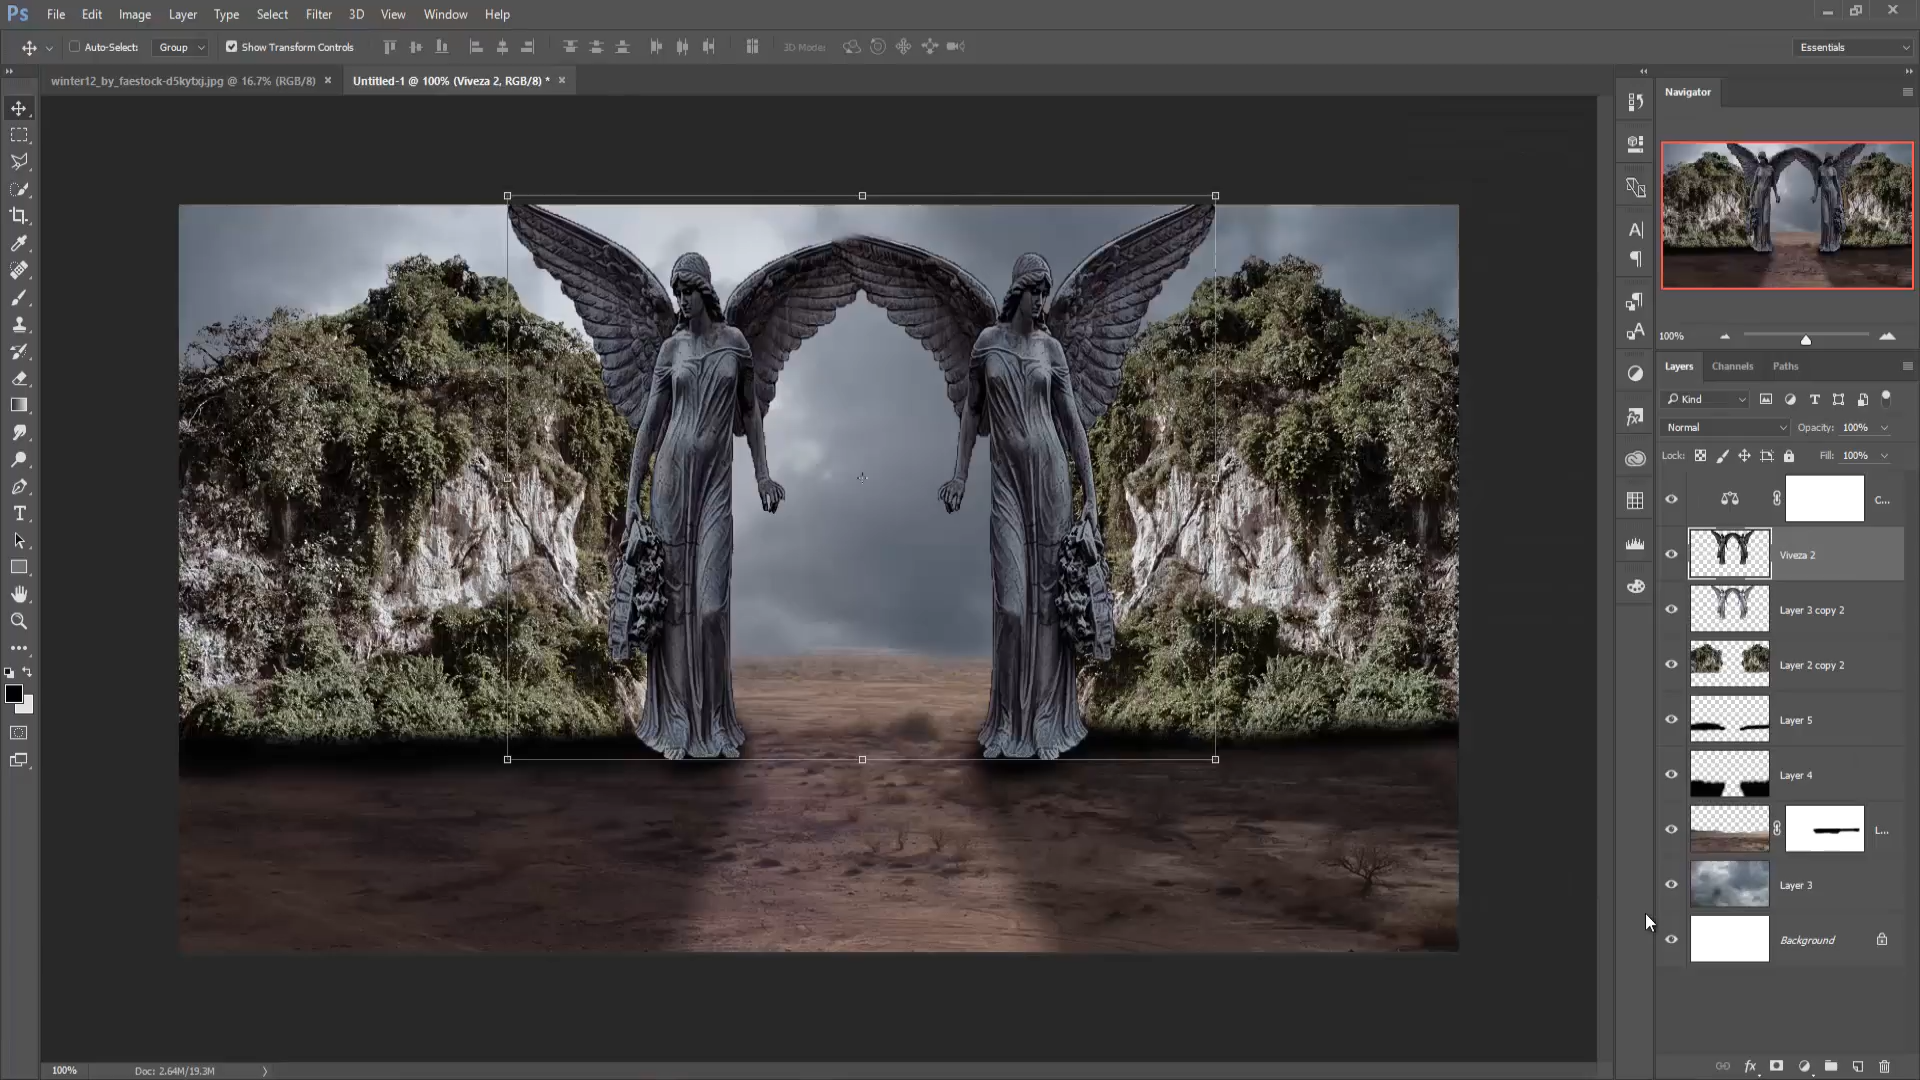 Ps File Edit Image Layer Type Select Filter 3D View Window Help
Auto-Select: Group Show Transform Controls 3D Mode: Essentials
winter12_by_faestock-d5kytxj.jpg @ 16.7% (RGB/8) × Untitled-1 @ 100% (Viveza 2, RGB/8) * ×
Navigator
100%
Layers Channels Paths
Kind
Normal Opacity: 100%
Lock: Fill: 100%
C...
Viveza 2
Layer 3 copy 2
Layer 2 copy 2
Layer 5
Layer 4
L...
Layer 3
Background
100% Doc: 2.64M/19.3M